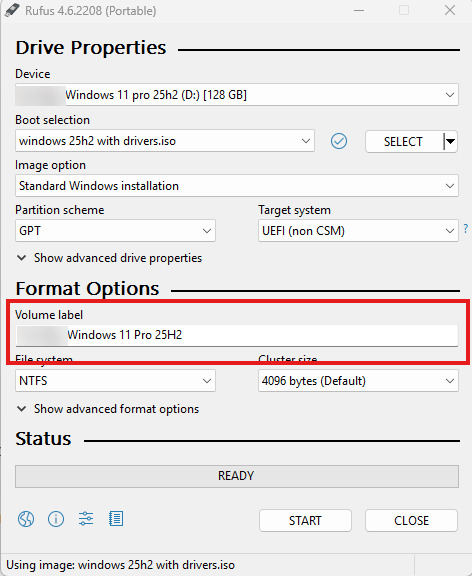 Rufus 4.6.2208 (Portable)
Drive Properties
Device
Windows 11 pro 25h2 (D:) [128 GB]
Boot selection
windows 25h2 with drivers.iso
SELECT
Image option
Standard Windows installation
Partition scheme Target system
GPT UEFI (non CSM) ?
Show advanced drive properties
Format Options
Volume label
Windows 11 Pro 25H2
File system Cluster size
NTFS 4096 bytes (Default)
Show advanced format options
Status
READY
START CLOSE
Using image: windows 25h2 with drivers.iso